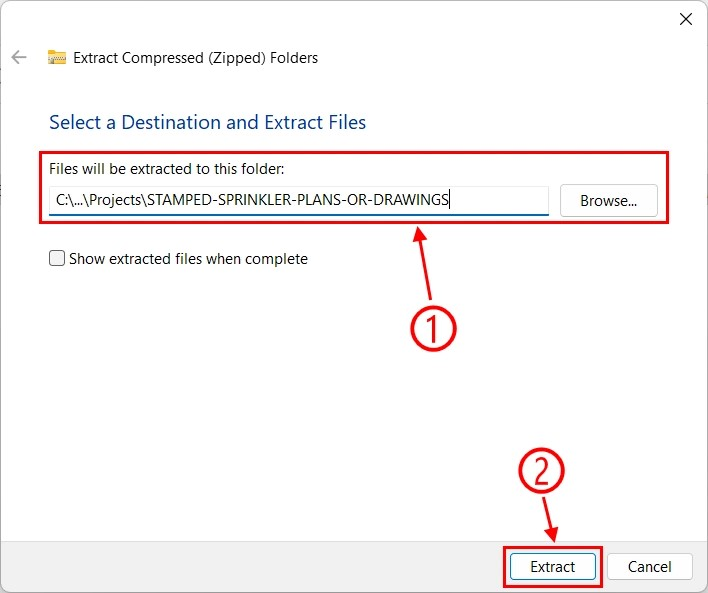 Extract Compressed (Zipped) Folders
Select a Destination and Extract Files
Files will be extracted to this folder:
C:\...\Projects\STAMPED-SPRINKLER-PLANS-OR-DRAWINGS
Browse...
Show extracted files when complete
1
2
Extract
Cancel